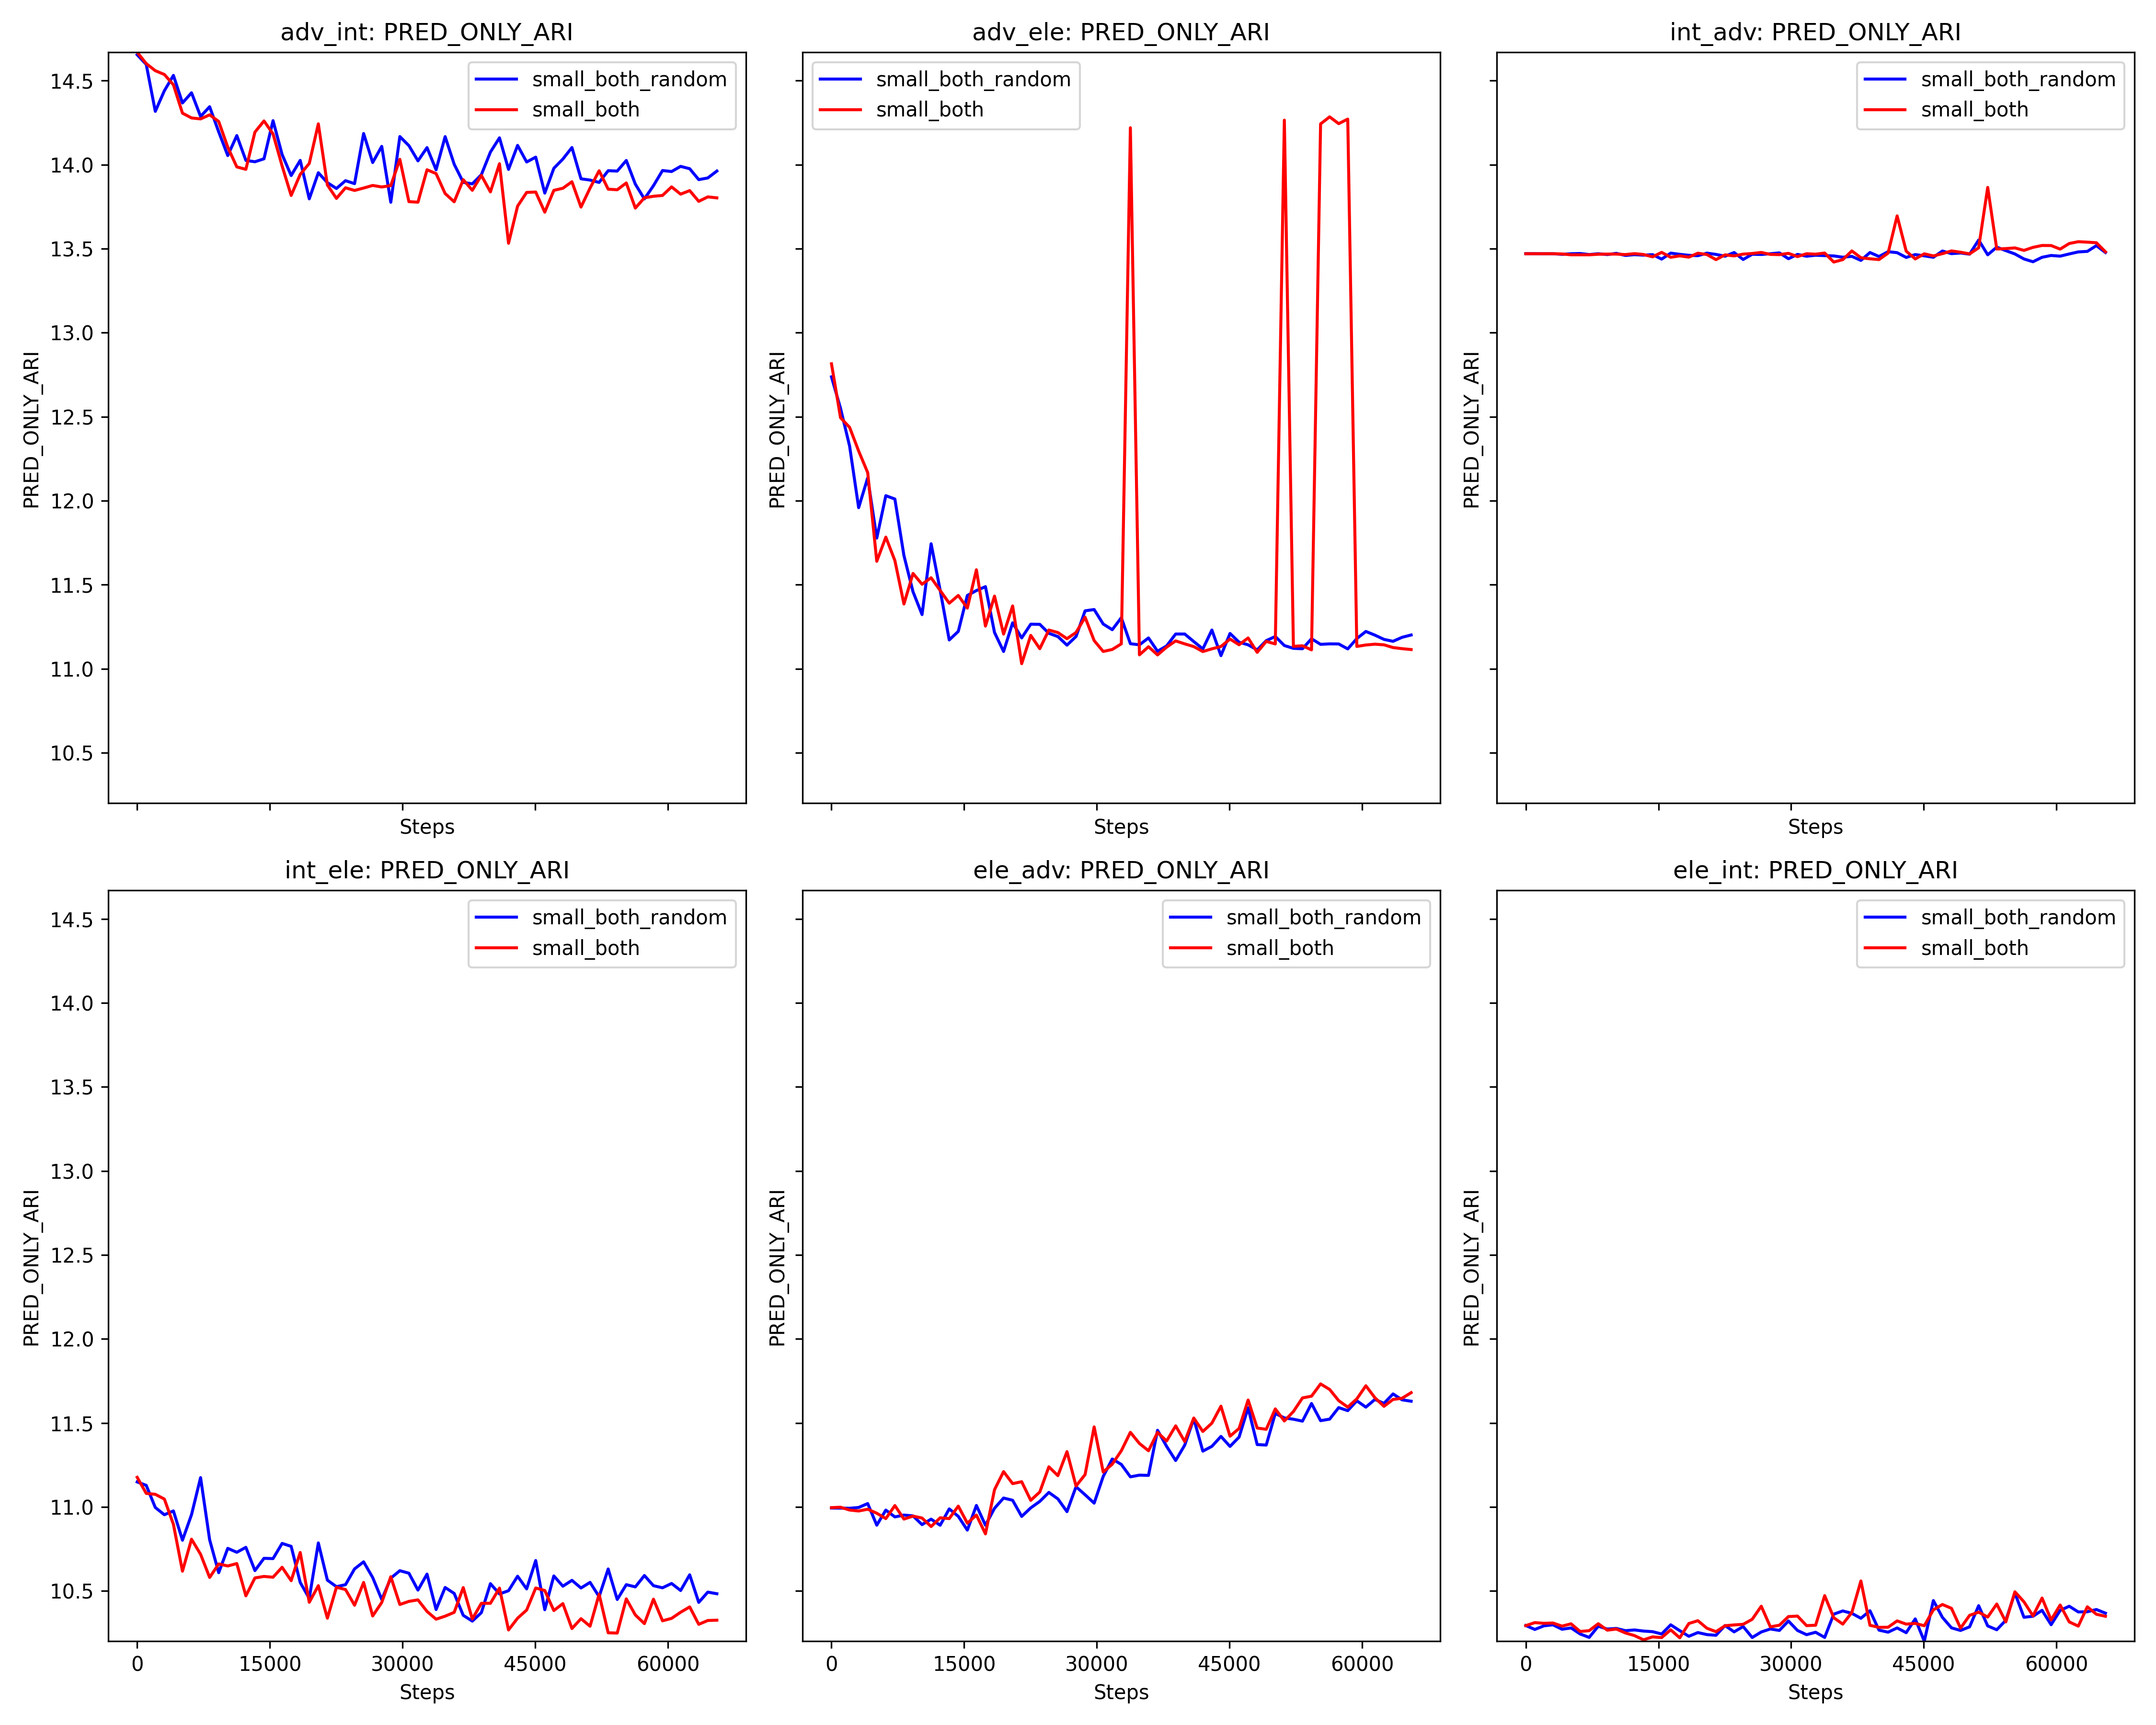 adv_int: PRED_ONLY_ARI
14.5
14.0
13.5
13.0
12.5
12.0
11.5
11.0
10.5
PRED_ONLY_ARI
small_both_random
small_both
Steps
adv_ele: PRED_ONLY_ARI
PRED_ONLY_ARI
small_both_random
small_both
Steps
int_adv: PRED_ONLY_ARI
PRED_ONLY_ARI
small_both_random
small_both
Steps
int_ele: PRED_ONLY_ARI
14.5
14.0
13.5
13.0
12.5
12.0
11.5
11.0
10.5
PRED_ONLY_ARI
small_both_random
small_both
0 15000 30000 45000 60000
Steps
ele_adv: PRED_ONLY_ARI
PRED_ONLY_ARI
small_both_random
small_both
0 15000 30000 45000 60000
Steps
ele_int: PRED_ONLY_ARI
PRED_ONLY_ARI
small_both_random
small_both
0 15000 30000 45000 60000
Steps